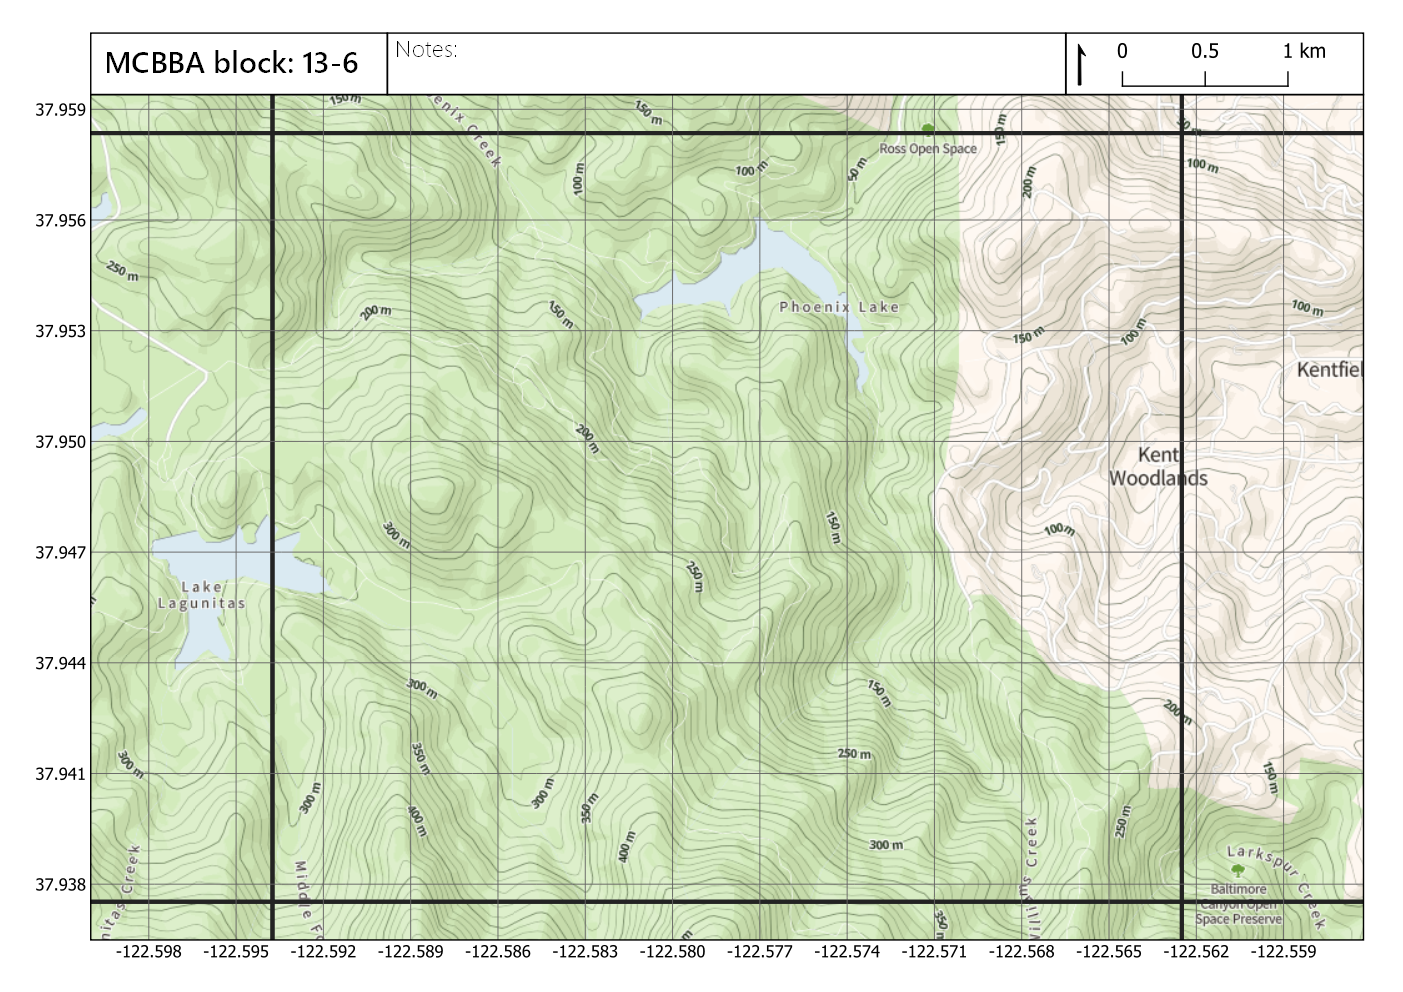 MCBBA block: 13-6
Notes:
0 0.5 1 km
37.959
37.956
37.953
37.950
37.947
37.944
37.941
37.938
150 m
enix Creek
150 m
150 m
50 m
Ross Open Space
100 m
100 m
50 m
200 m
100 m
250 m
200 m
150 m
Phoenix Lake
150 m
100 m
100 m
Kentfiel
200 m
Kent
Woodlands
300 m
150 m
100 m
250 m
Lake
Lagunitas
300 m
150 m
200 m
300 m
350 m
250 m
150 m
300 m
300 m
350 m
400 m
400 m
300 m
250 m
nitas Creek
Middle Fo
illiams Creek
Larkspur Creek
Baltimore
Canyon Open
Space Preserve
350 m
m
-122.598 -122.595 -122.592 -122.589 -122.586 -122.583 -122.580 -122.577 -122.574 -122.571 -122.568 -122.565 -122.562 -122.559